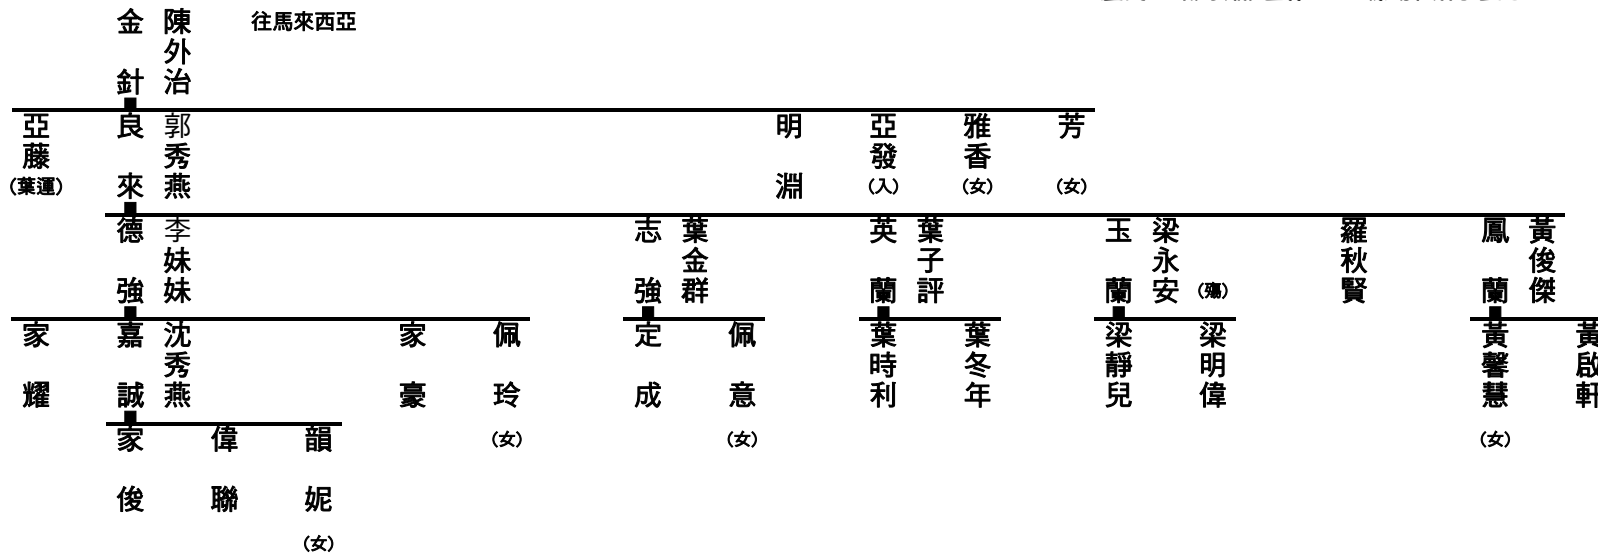 金針 陳外治 往馬來西亞
亞藤(葉運) 良來 郭秀燕 明淵 亞發(入) 雅香(女) 芳(女)
德強 李妹妹 志強 葉金群 英蘭 葉子評 玉蘭 梁永安 (殤) 羅秋賢 鳳蘭 黃俊傑
家耀 嘉誠 沈秀燕 家豪 佩玲(女) 定成 佩意(女) 葉時利 葉冬年 梁靜兒 梁明偉 黃馨慧(女) 黃啟軒
家俊 偉聯 韻妮(女)